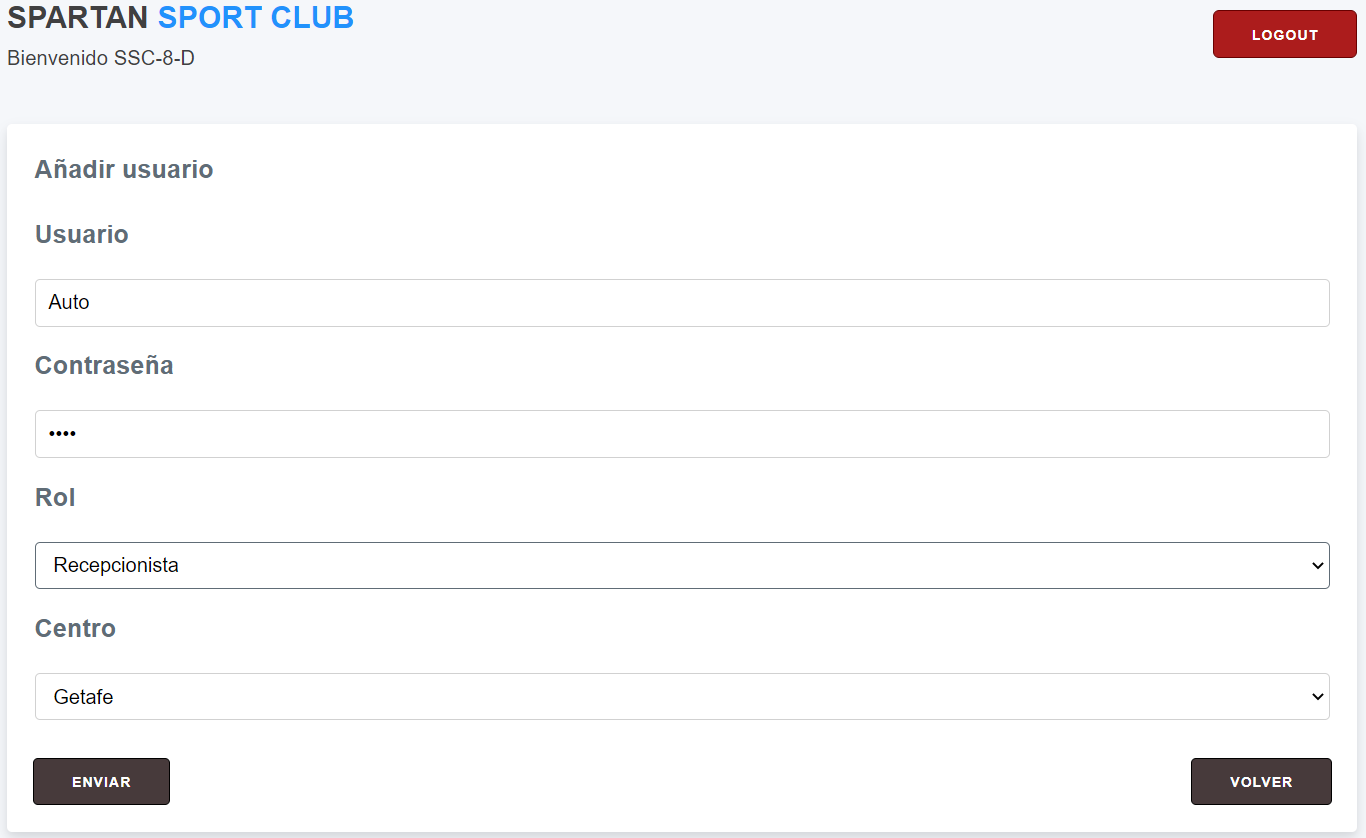 SPARTAN SPORT CLUB
LOGOUT
Bienvenido SSC-8-D
Añadir usuario
Usuario
Auto
Contraseña
••••
Rol
Recepcionista
Centro
Getafe
ENVIAR
VOLVER